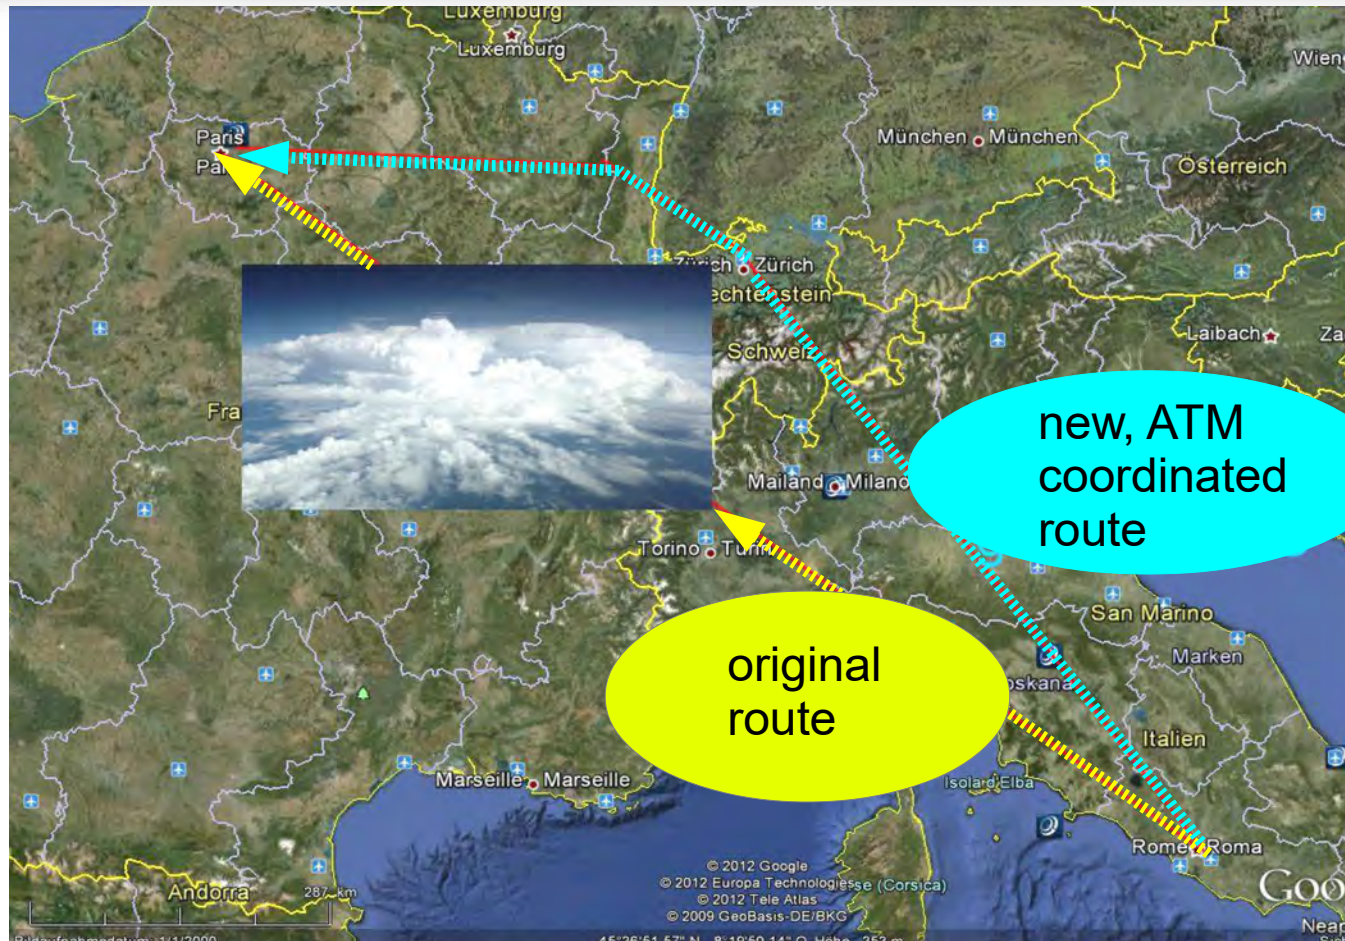 Luxemburg
Luxemburg
Wien
Paris
München München
Österreich
Zürich
Schweiz
Laibach
new, ATM
coordinated
route
Mailand Milano
Torino
San Marino
original
route
Marken
Italien
Marseille Marseille
Isola d'Elba
Rome Roma
© 2012 Google
© 2012 Europa Technologies
(Corsica)
© 2012 Tele Atlas
© 2009 GeoBasis-DE/BKG
Andorra
287 km